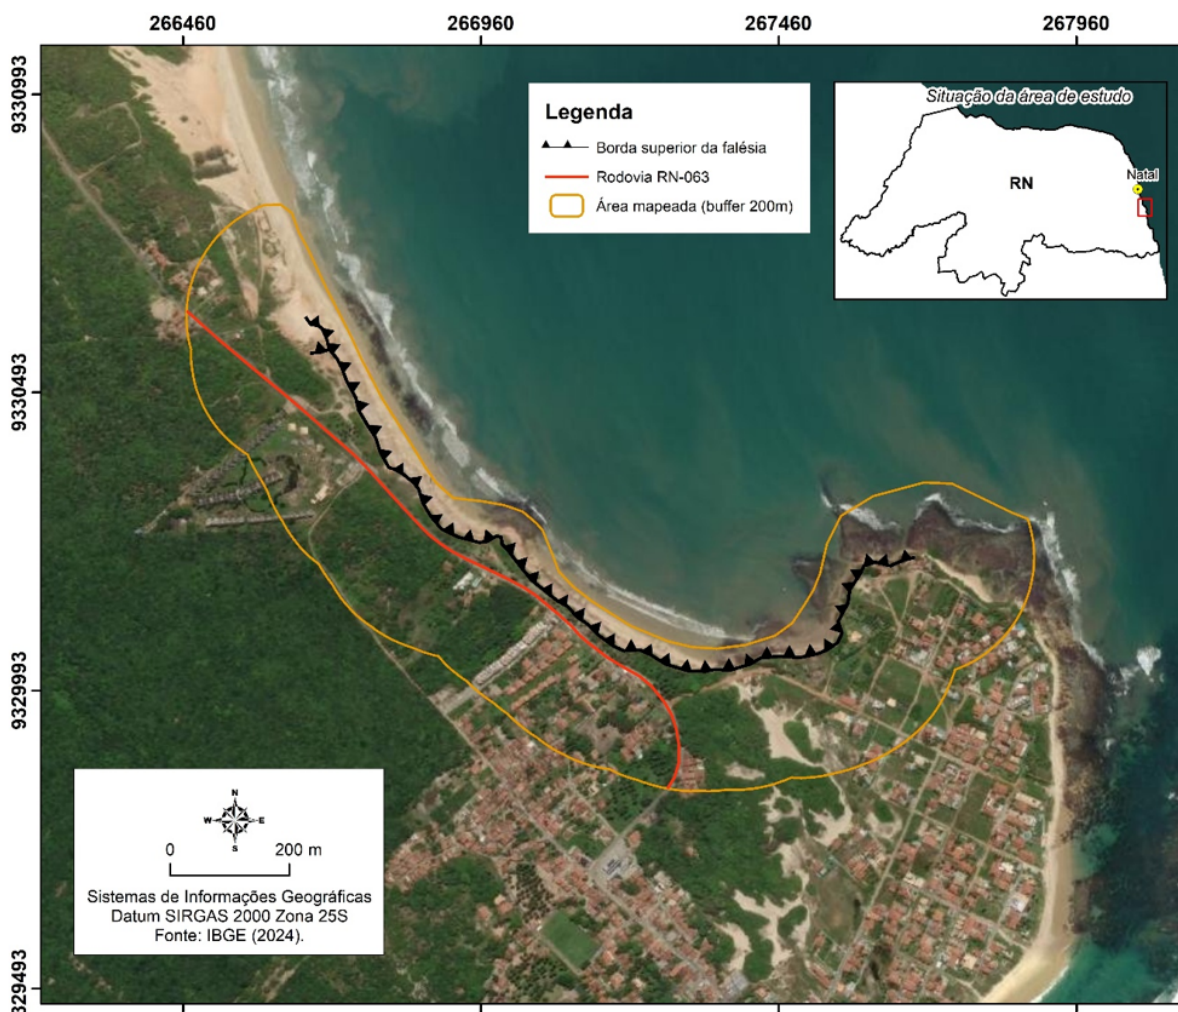 266460 266960 267460 267960
9330993
9330493
9329993
329493
Legenda
Borda superior da falésia
Rodovia RN-063
Área mapeada (buffer 200m)
Situação da área de estudo
Natal
RN
N
W E
S
0 200 m
Sistemas de Informações Geográficas
Datum SIRGAS 2000 Zona 25S
Fonte: IBGE (2024).